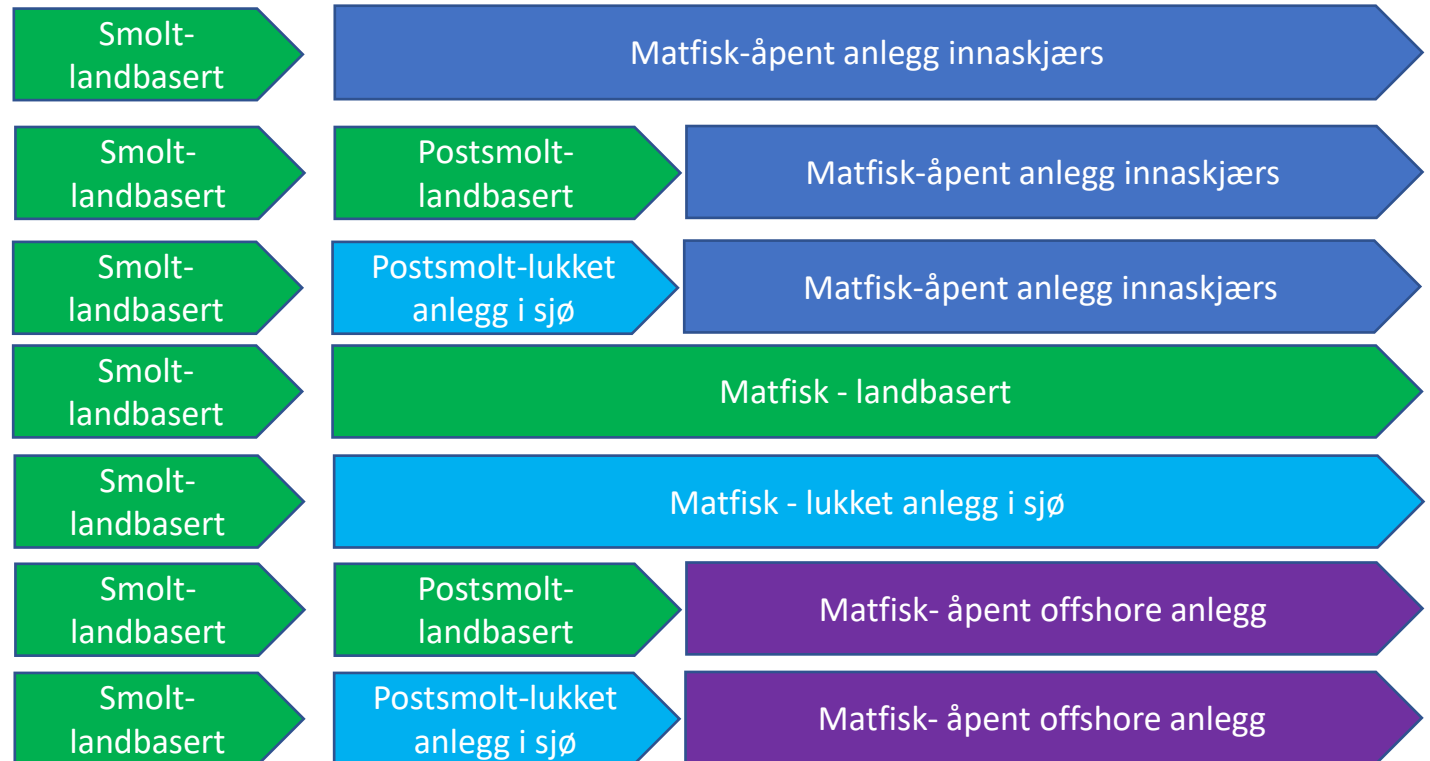 Smolt-
landbasert
Matfisk-åpent anlegg innaskjærs
Smolt-
landbasert
Postsmolt-
landbasert
Matfisk-åpent anlegg innaskjærs
Smolt-
landbasert
Postsmolt-lukket
anlegg i sjø
Matfisk-åpent anlegg innaskjærs
Smolt-
landbasert
Matfisk - landbasert
Smolt-
landbasert
Matfisk - lukket anlegg i sjø
Smolt-
landbasert
Postsmolt-
landbasert
Matfisk- åpent offshore anlegg
Smolt-
landbasert
Postsmolt-lukket
anlegg i sjø
Matfisk- åpent offshore anlegg